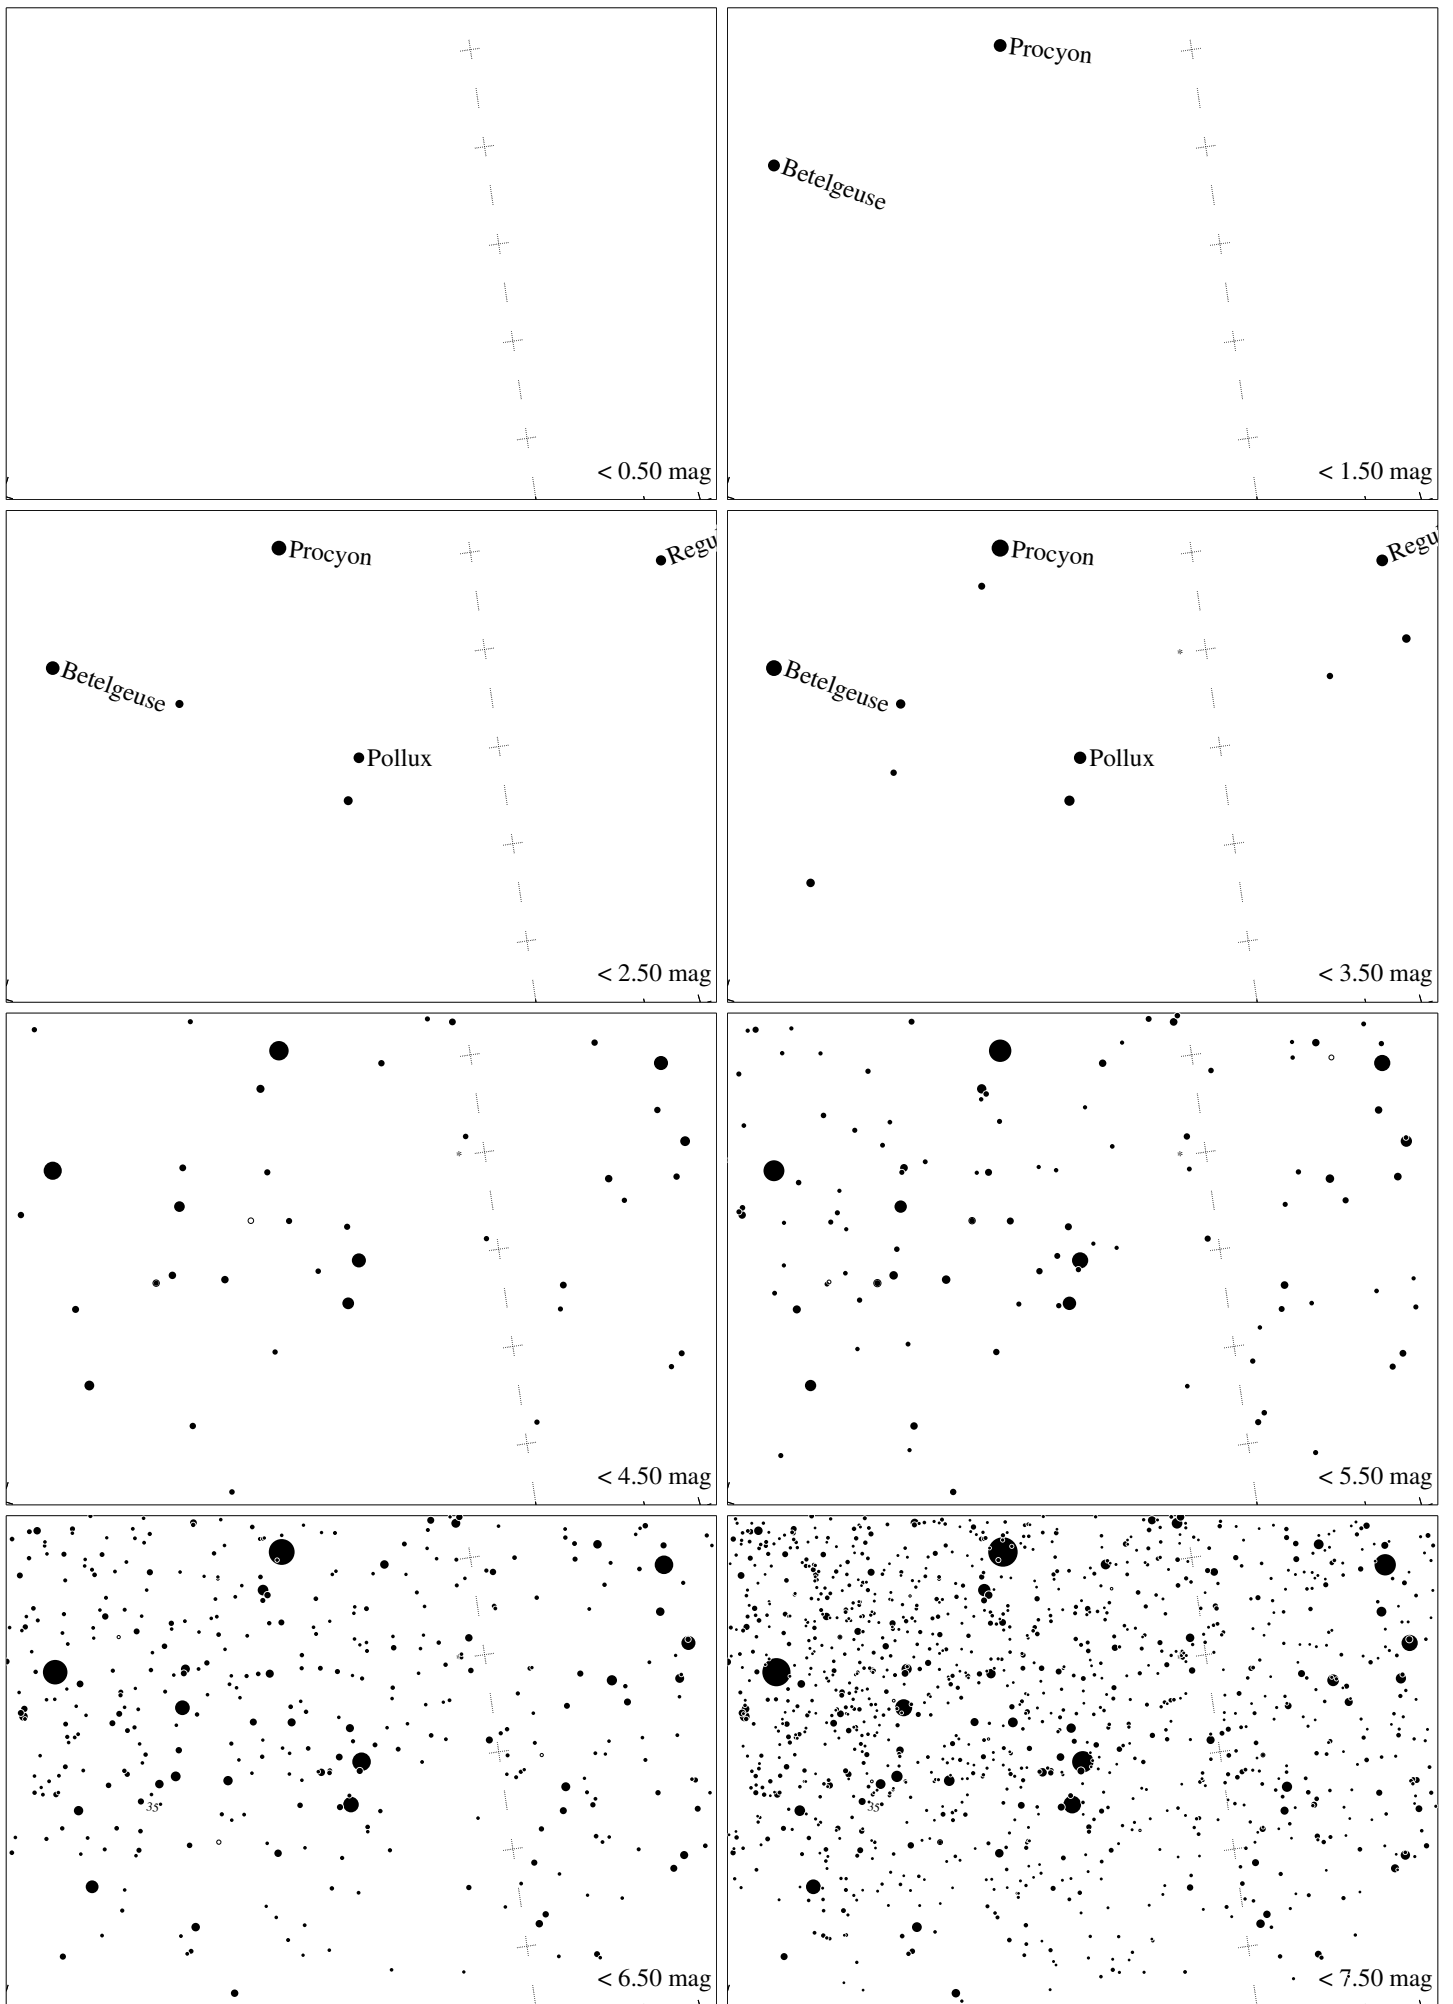 < 0.50 mag
Procyon
Betelgeuse
< 1.50 mag
Procyon
Regu
Betelgeuse
Pollux
< 2.50 mag
Procyon
Regu
Betelgeuse
Pollux
< 3.50 mag
< 4.50 mag
< 5.50 mag
35
< 6.50 mag
35
< 7.50 mag